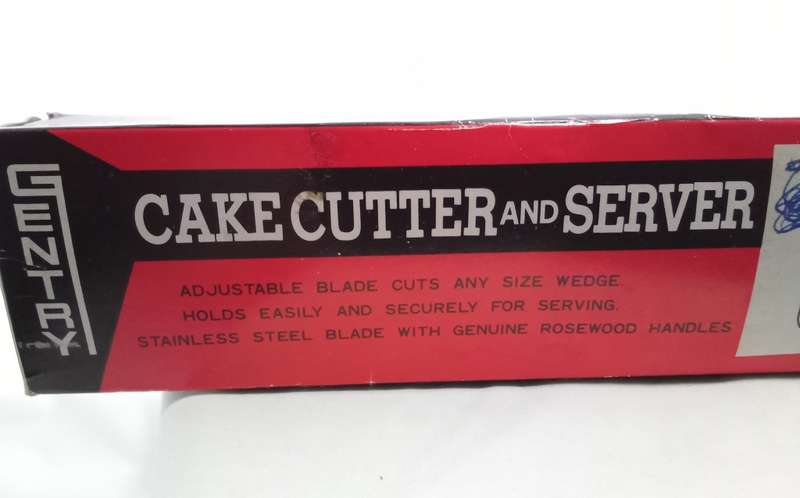 GENTRY
CAKE CUTTER AND SERVER
ADJUSTABLE BLADE CUTS ANY SIZE WEDGE.
HOLDS EASILY AND SECURELY FOR SERVING.
STAINLESS STEEL BLADE WITH GENUINE ROSEWOOD HANDLES